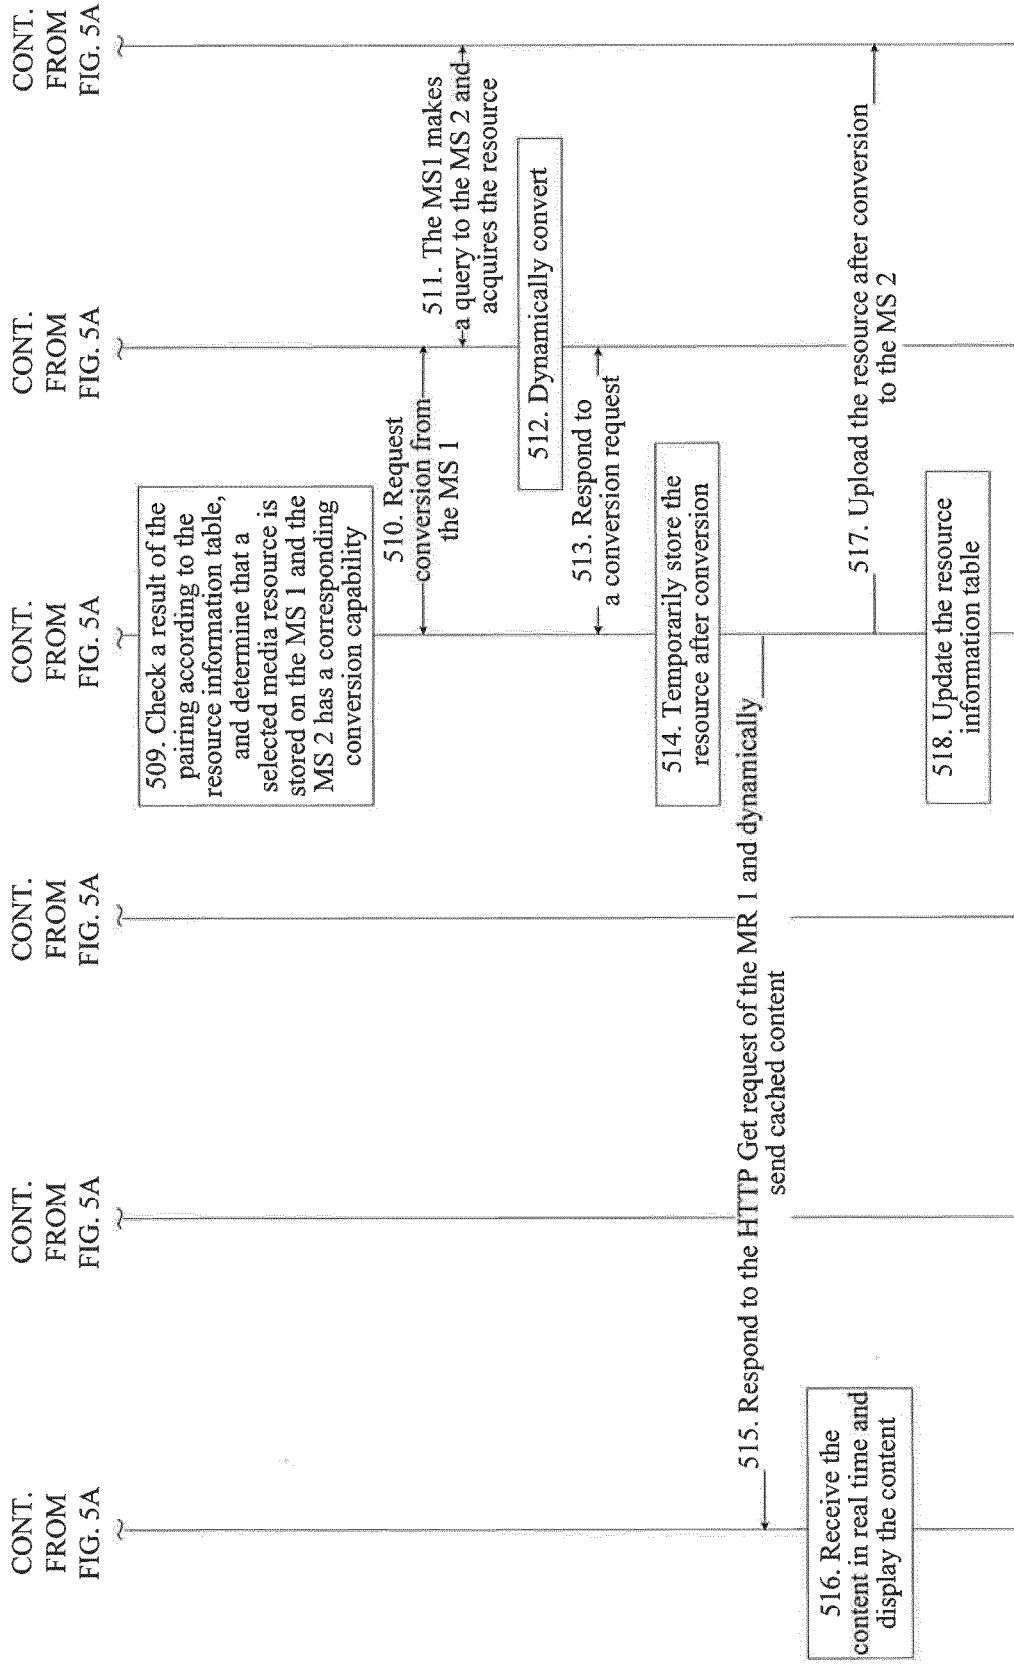 CONT.
FROM
FIG. 5A
CONT.
FROM
FIG. 5A
CONT.
FROM
FIG. 5A
CONT.
FROM
FIG. 5A
CONT.
FROM
FIG. 5A
CONT.
FROM
FIG. 5A
509. Check a result of the
pairing according to the
resource information table,
and determine that a
selected media resource is
stored on the MS 1 and the
MS 2 has a corresponding
conversion capability
510. Request
conversion from
the MS 1
511. The MS1 makes
a query to the MS 2 and
acquires the resource
512. Dynamically convert
513. Respond to
a conversion request
514. Temporarily store the
resource after conversion
515. Respond to the HTTP Get request of the MR 1 and dynamically
send cached content
516. Receive the
content in real time and
display the content
517. Upload the resource after conversion
to the MS 2
518. Update the resource
information table